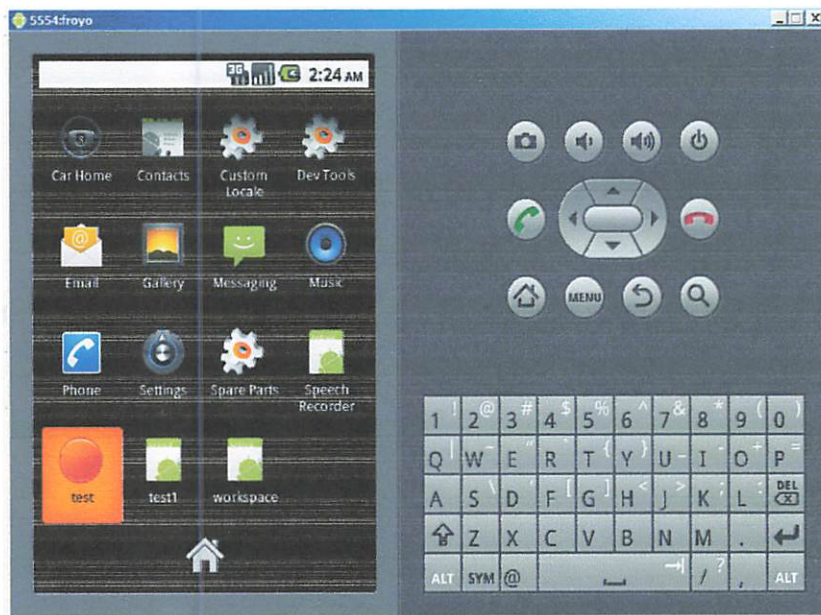 5554:froyo
3G 2:24 AM
Car Home Contacts Custom Locale Dev Tools
Email Gallery Messaging Music
Phone Settings Spare Parts Speech Recorder
test test1 workspace
MENU
1 ! 2 @ 3 # 4 $ 5 % 6 ^ 7 & 8 * 9 ( 0 )
Q | W ~ E " R ` T { Y } U _ I - O + P =
A S \ D ' F [ G ] H < J > K ; L : DEL
Z X C V B N M .
ALT SYM @ / ? , ALT